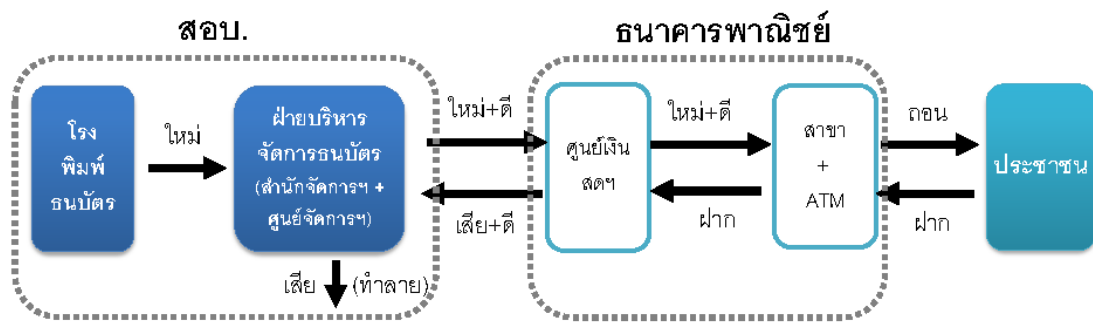 สอบ.
ธนาคารพาณิชย์
โรง
พิมพ์
ธนบัตร
ใหม่
ฝ่ายบริหาร
จัดการธนบัตร
(สำนักจัดการฯ +
ศูนย์จัดการฯ)
เสีย (ทำลาย)
ใหม่+ดี
เสีย+ดี
ศูนย์เงิน
สดฯ
ใหม่+ดี
ฝาก
สาขา
+
ATM
ถอน
ฝาก
ประชาชน